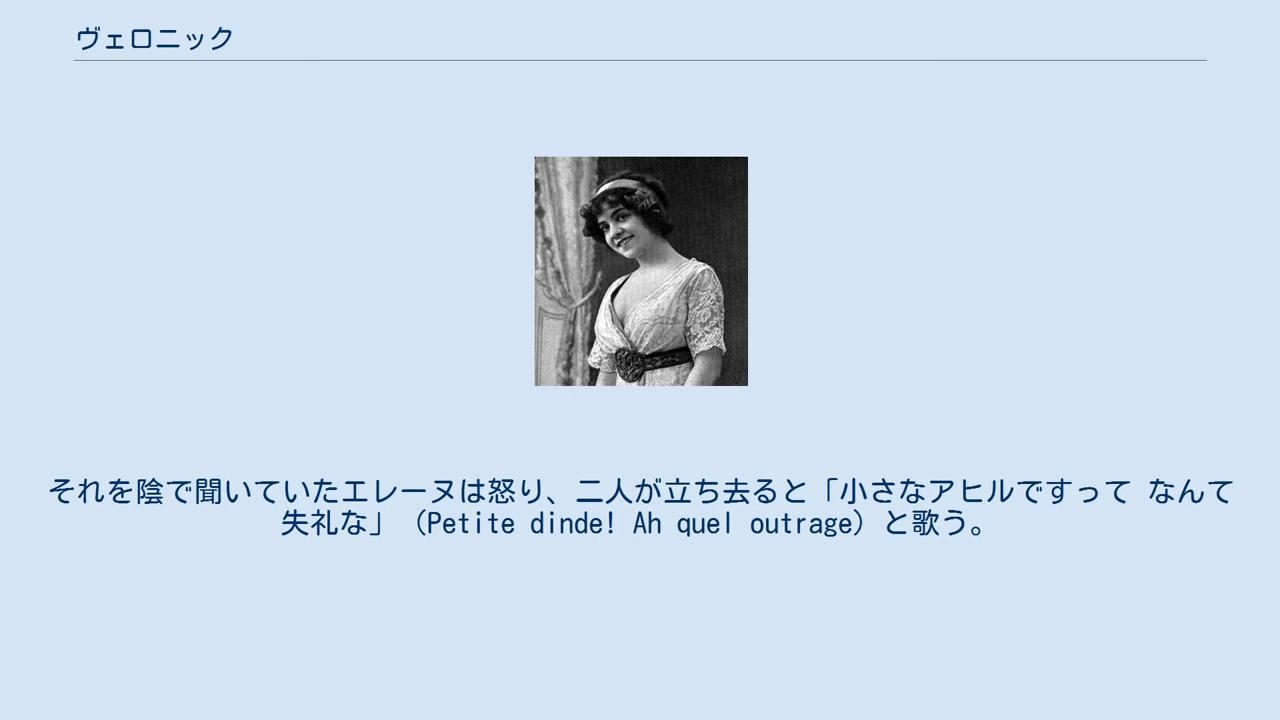 ヴェロニック
それを陰で聞いていたエレーヌは怒り、二人が立ち去ると「小さなアヒルですって なんて
失礼な」（Petite dinde! Ah quel outrage）と歌う。